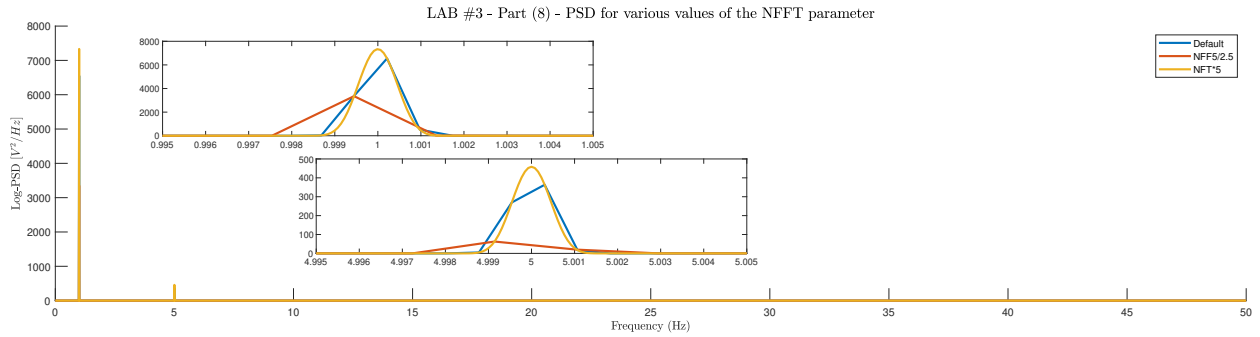 LAB #3 - Part (8) - PSD for various values of the NFFT parameter
Log-PSD [V²/Hz]
8000
7000
6000
5000
4000
3000
2000
1000
0
0 5 10 15 20 25 30 35 40 45 50
Frequency (Hz)
8000
6000
4000
2000
0
0.995 0.996 0.997 0.998 0.999 1 1.001 1.002 1.003 1.004 1.005
500
400
300
200
100
0
4.995 4.996 4.997 4.998 4.999 5 5.001 5.002 5.003 5.004 5.005
Default
NFF5/2.5
NFT*5